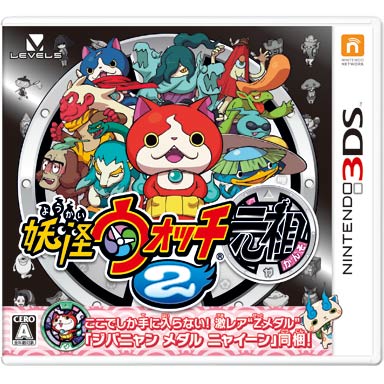 LEVEL5
NINTENDO
NETWORK
NINTENDO 3DS
ようかい
妖怪ウォッチ
2
元祖
がんそ
®
CERO
A
ここでしか手に入らない！激レア“Zメダル”
「ジバニャン メダル ニャイーン」同梱！